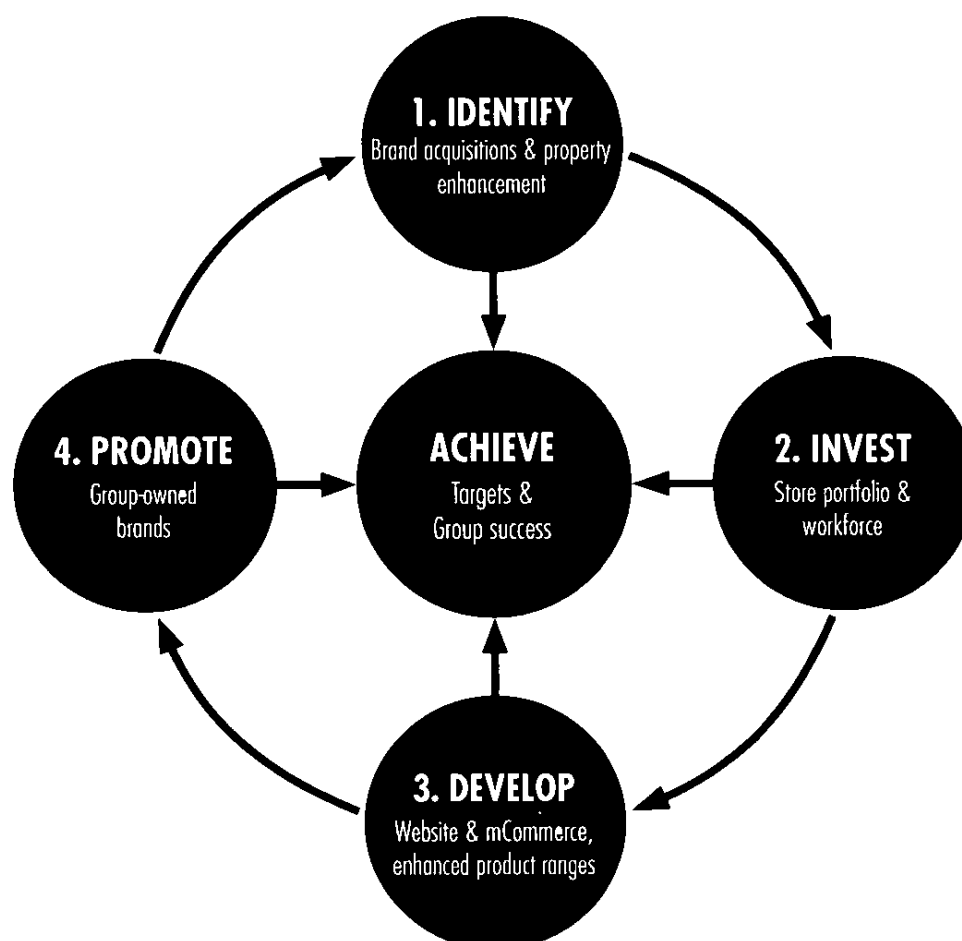 1. IDENTIFY
Brand acquisitions & property
enhancement
4. PROMOTE
Group-owned
brands
ACHIEVE
Targets &
Group success
2. INVEST
Store portfolio &
workforce
3. DEVELOP
Website & mCommerce,
enhanced product ranges